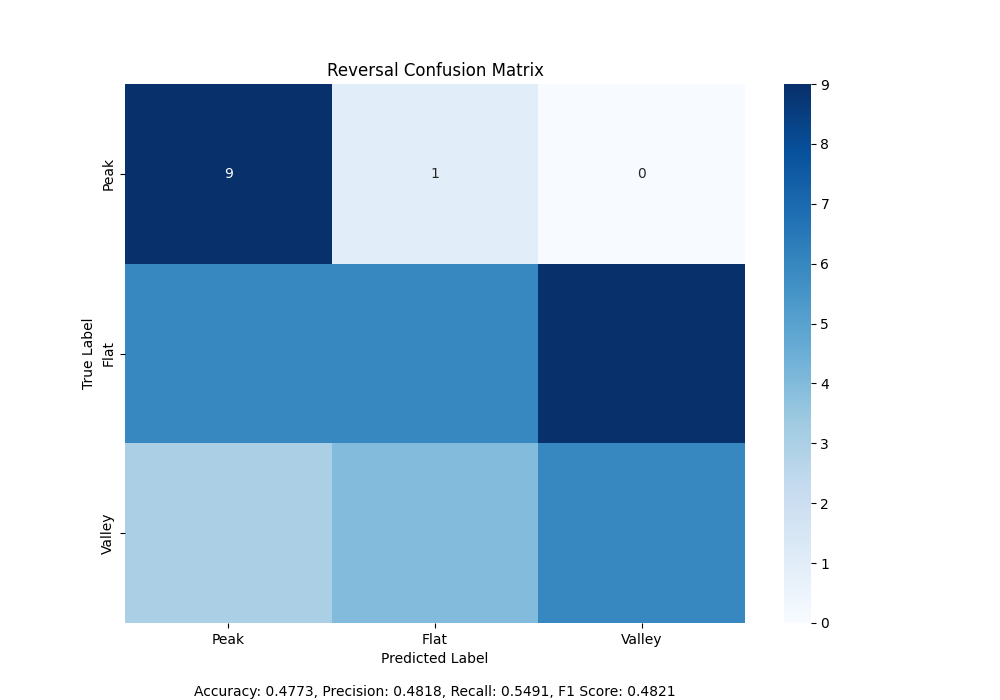 Reversal Confusion Matrix
9 1 0
Peak
Flat
Valley
True Label
Peak Flat Valley
Predicted Label
9
8
7
6
5
4
3
2
1
0
Accuracy: 0.4773, Precision: 0.4818, Recall: 0.5491, F1 Score: 0.4821